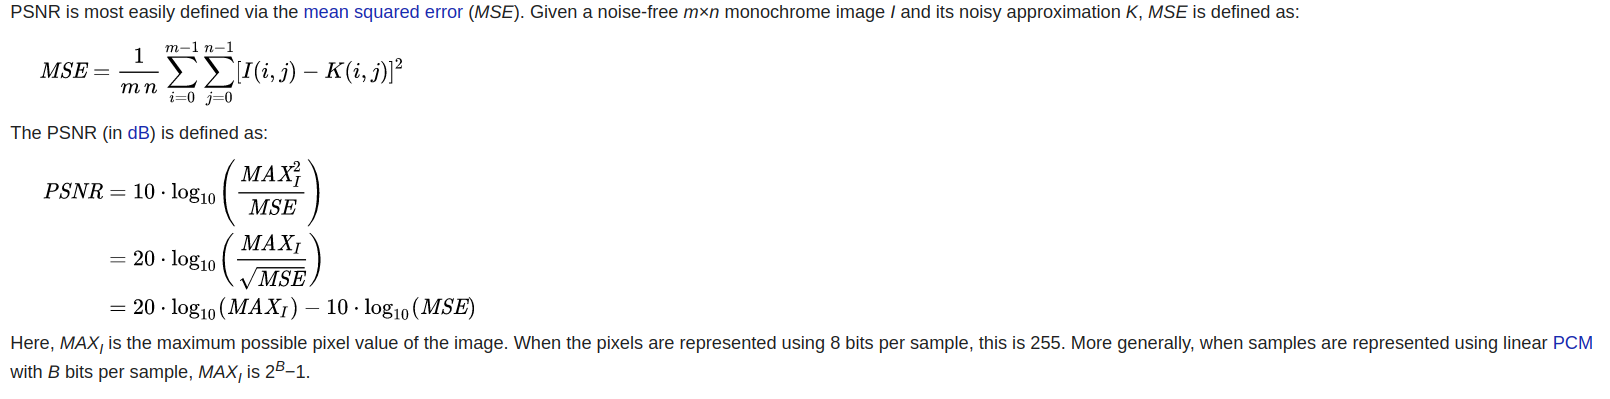 PSNR is most easily defined via the mean squared error (MSE). Given a noise-free m×n monochrome image I and its noisy approximation K, MSE is defined as:
MSE = \frac{1}{m\,n} \sum_{i=0}^{m-1} \sum_{j=0}^{n-1} [I(i,j) − K(i,j)]^2
The PSNR (in dB) is defined as:
PSNR = 10 · log_{10} \left( \frac{MAX_I^2}{MSE} \right)
= 20 · log_{10} \left( \frac{MAX_I}{\sqrt{MSE}} \right)
= 20 · log_{10}(MAX_I) − 10 · log_{10}(MSE)
Here, MAX_I is the maximum possible pixel value of the image. When the pixels are represented using 8 bits per sample, this is 255. More generally, when samples are represented using linear PCM
with B bits per sample, MAX_I is 2^B−1.